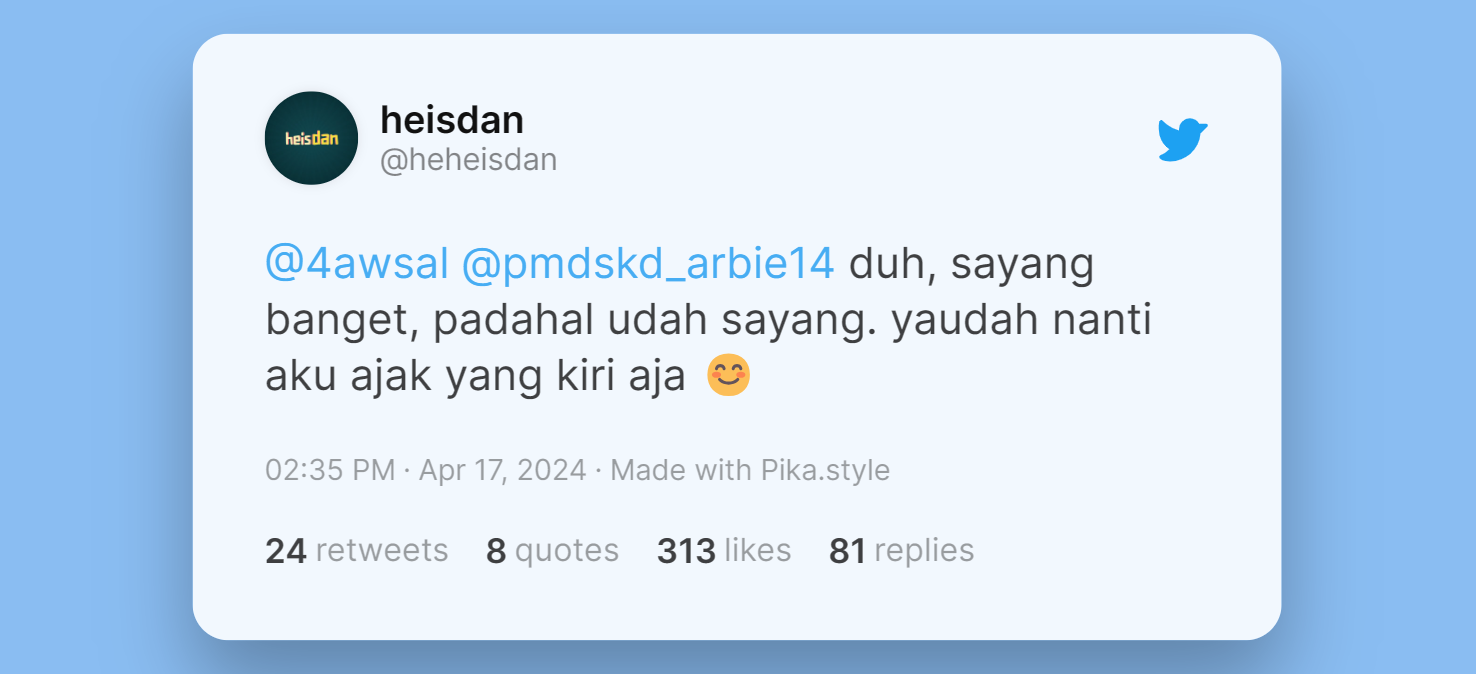 heisdan
heisdan
@heheisdan
@4awsal @pmdskd_arbie14 duh, sayang
banget, padahal udah sayang. yaudah nanti
aku ajak yang kiri aja 😊
02:35 PM · Apr 17, 2024 · Made with Pika.style
24 retweets 8 quotes 313 likes 81 replies